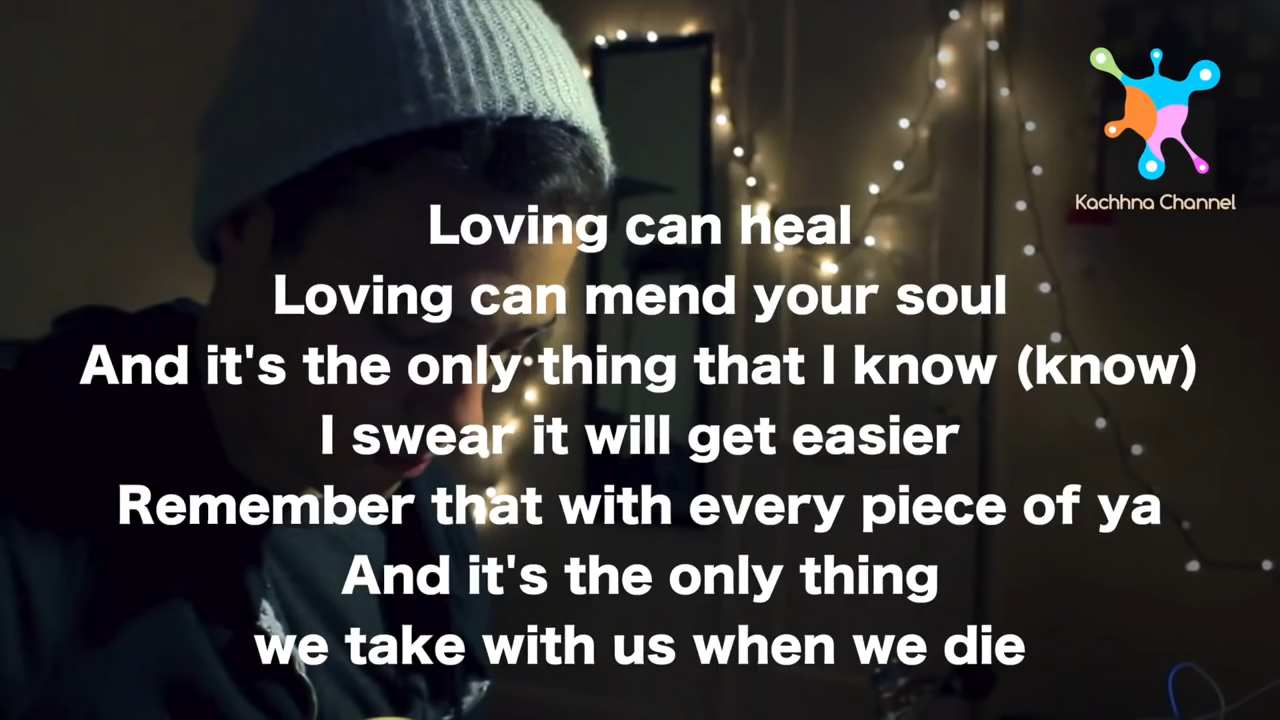 Kachhna Channel
Loving can heal
Loving can mend your soul
And it's the only thing that I know (know)
I swear it will get easier
Remember that with every piece of ya
And it's the only thing
we take with us when we die